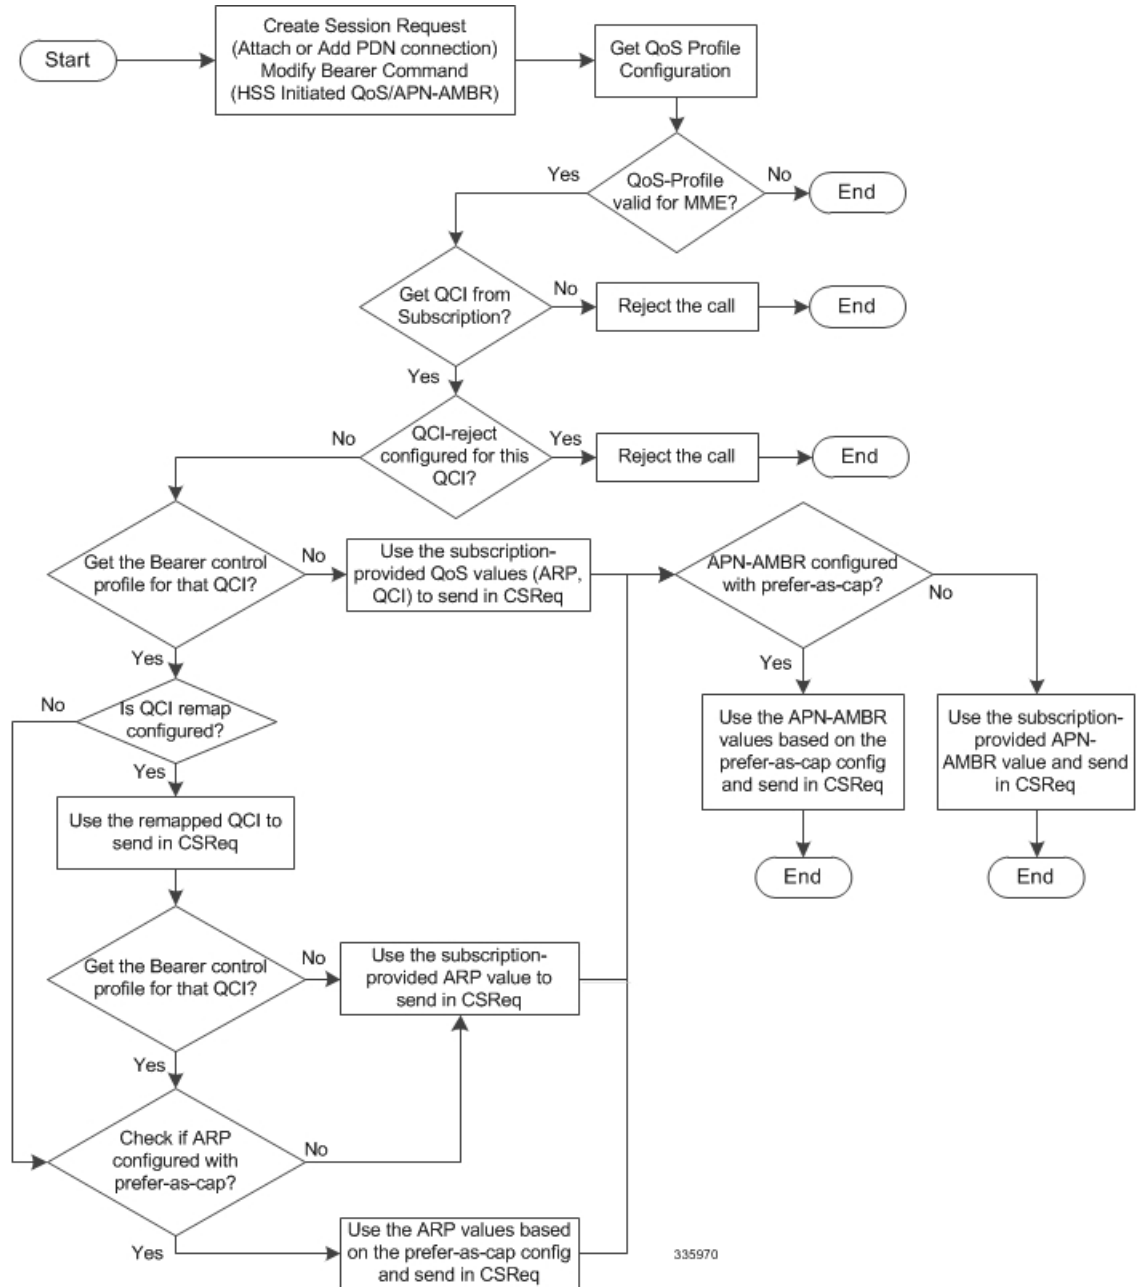 Start
Create Session Request
(Attach or Add PDN connection)
Modify Bearer Command
(HSS Initiated QoS/APN-AMBR)
Get QoS Profile
Configuration
Yes
QoS-Profile
valid for MME?
No
End
Get QCI from
Subscription?
No
Reject the call
End
Yes
No
QCI-reject
configured for this
QCI?
Yes
Reject the call
End
Get the Bearer control
profile for that QCI?
No
Use the subscription-
provided QoS values (ARP,
QCI) to send in CSReq
APN-AMBR configured
with prefer-as-cap?
No
Yes
Yes
No
Is QCI remap
configured?
Use the APN-AMBR
values based on the
prefer-as-cap config
and send in CSReq
Use the subscription-
provided APN-
AMBR value and send
in CSReq
Yes
Use the remapped QCI to
send in CSReq
End
End
Get the Bearer control
profile for that QCI?
No
Use the subscription-
provided ARP value to
send in CSReq
Yes
Check if ARP
configured with
prefer-as-cap?
No
Yes
Use the ARP values based
on the prefer-as-cap config
and send in CSReq
335970